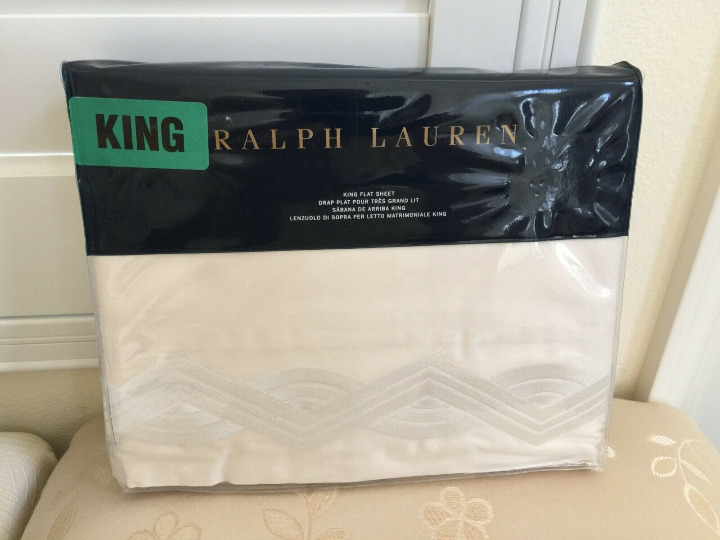 KING
RALPH LAUREN
KING FLAT SHEET
DRAP PLAT POUR TRÈS GRAND LIT
SÁBANA DE ARRIBA KING
LENZUOLO DI SOPRA PER LETTO MATRIMONIALE KING